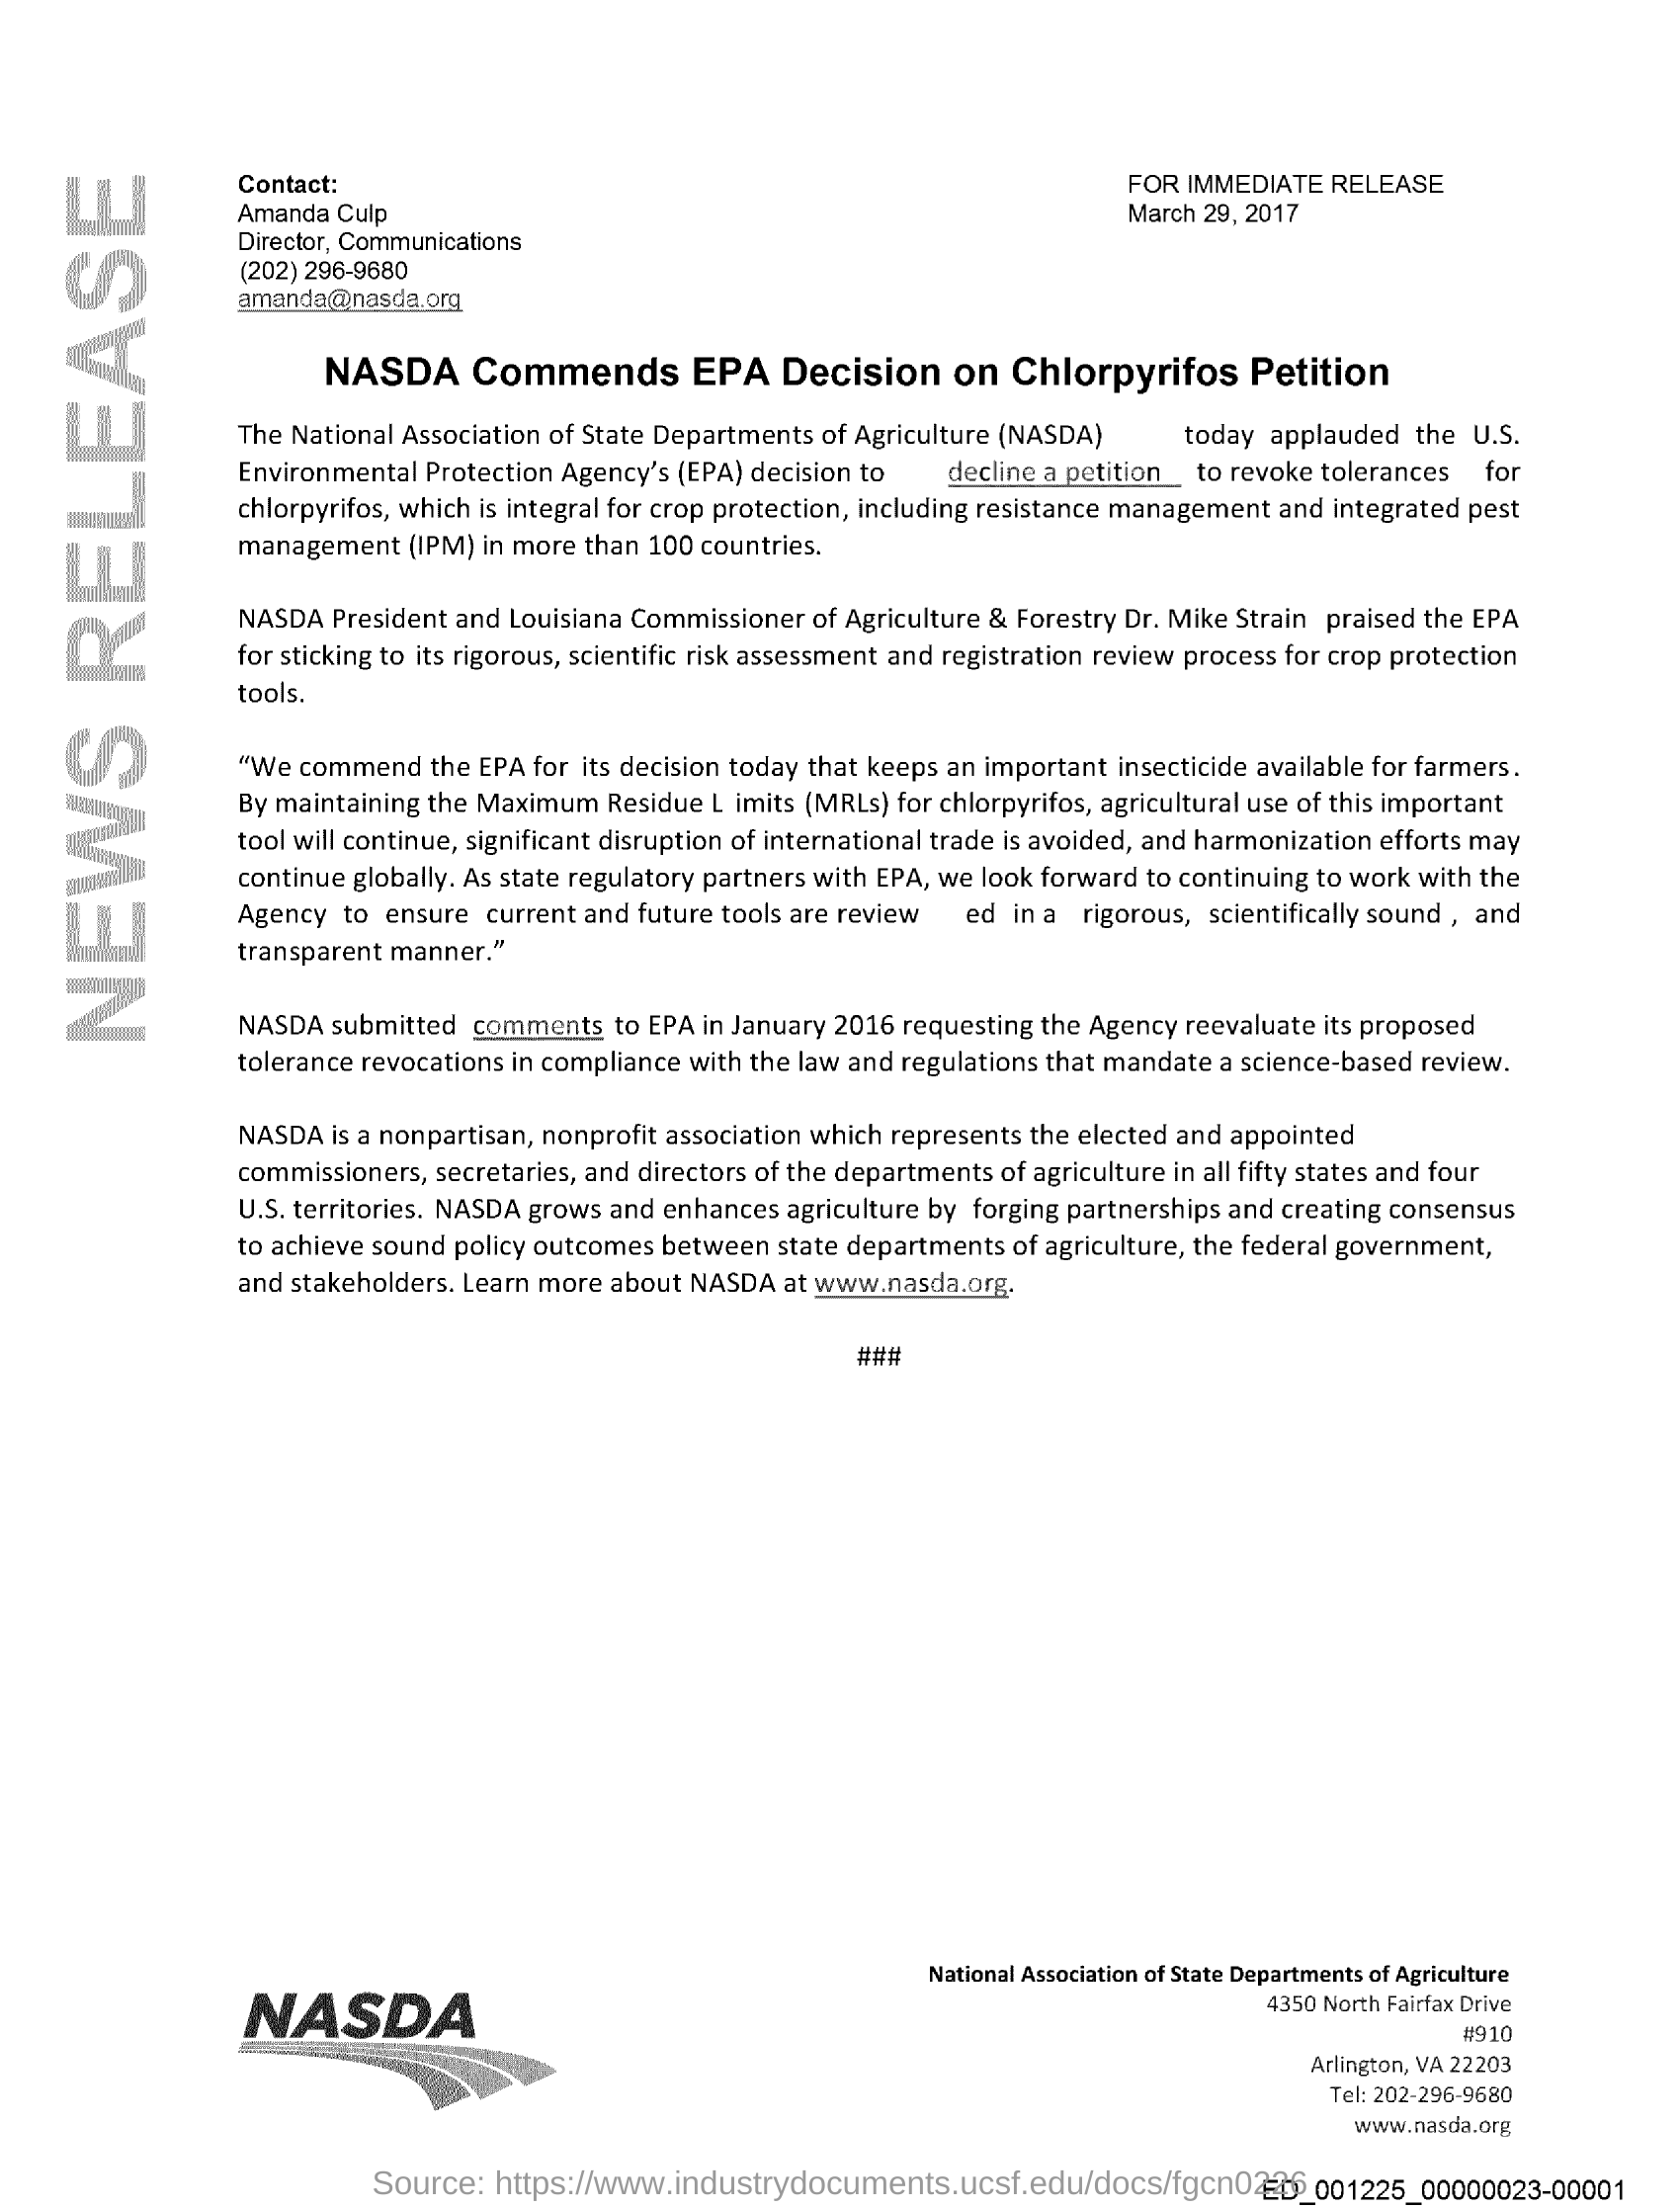 NEWS RELEASE
Contact:
Amanda Culp
Director, Communications
(202) 296-9680
amanda@nasda.org
FOR IMMEDIATE RELEASE
March 29, 2017
NASDA Commends EPA Decision on Chlorpyrifos Petition
The National Association of State Departments of Agriculture (NASDA) today applauded the U.S.
Environmental Protection Agency's (EPA) decision to decline a petition to revoke tolerances for
chlorpyrifos, which is integral for crop protection, including resistance management and integrated pest
management (IPM) in more than 100 countries.
NASDA President and Louisiana Commissioner of Agriculture & Forestry Dr. Mike Strain praised the EPA
for sticking to its rigorous, scientific risk assessment and registration review process for crop protection
tools.
“We commend the EPA for its decision today that keeps an important insecticide available for farmers.
By maintaining the Maximum Residue L imits (MRLs) for chlorpyrifos, agricultural use of this important
tool will continue, significant disruption of international trade is avoided, and harmonization efforts may
continue globally. As state regulatory partners with EPA, we look forward to continuing to work with the
Agency to ensure current and future tools are review ed in a rigorous, scientifically sound , and
transparent manner.”
NASDA submitted comments to EPA in January 2016 requesting the Agency reevaluate its proposed
tolerance revocations in compliance with the law and regulations that mandate a science-based review.
NASDA is a nonpartisan, nonprofit association which represents the elected and appointed
commissioners, secretaries, and directors of the departments of agriculture in all fifty states and four
U.S. territories. NASDA grows and enhances agriculture by forging partnerships and creating consensus
to achieve sound policy outcomes between state departments of agriculture, the federal government,
and stakeholders. Learn more about NASDA at www.nasda.org.
###
NASDA
National Association of State Departments of Agriculture
4350 North Fairfax Drive
#910
Arlington, VA 22203
Tel: 202-296-9680
www.nasda.org
Source: https://www.industrydocuments.ucsf.edu/docs/fgcn0226
ED_001225_00000023-00001